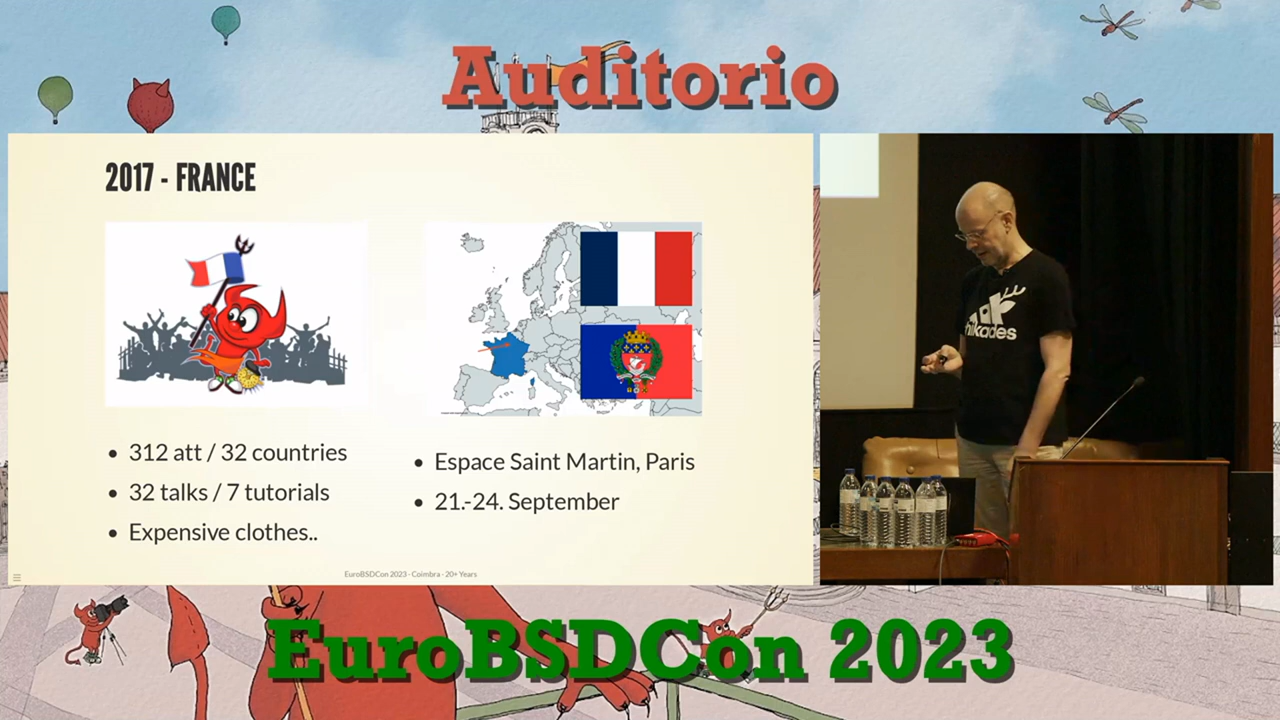 Auditorio
2017 - FRANCE
312 att / 32 countries
32 talks / 7 tutorials
Expensive clothes..
Espace Saint Martin, Paris
21.-24. September
EuroBSDCon 2023 - Coimbra - 20+ Years
EuroBSDCon 2023